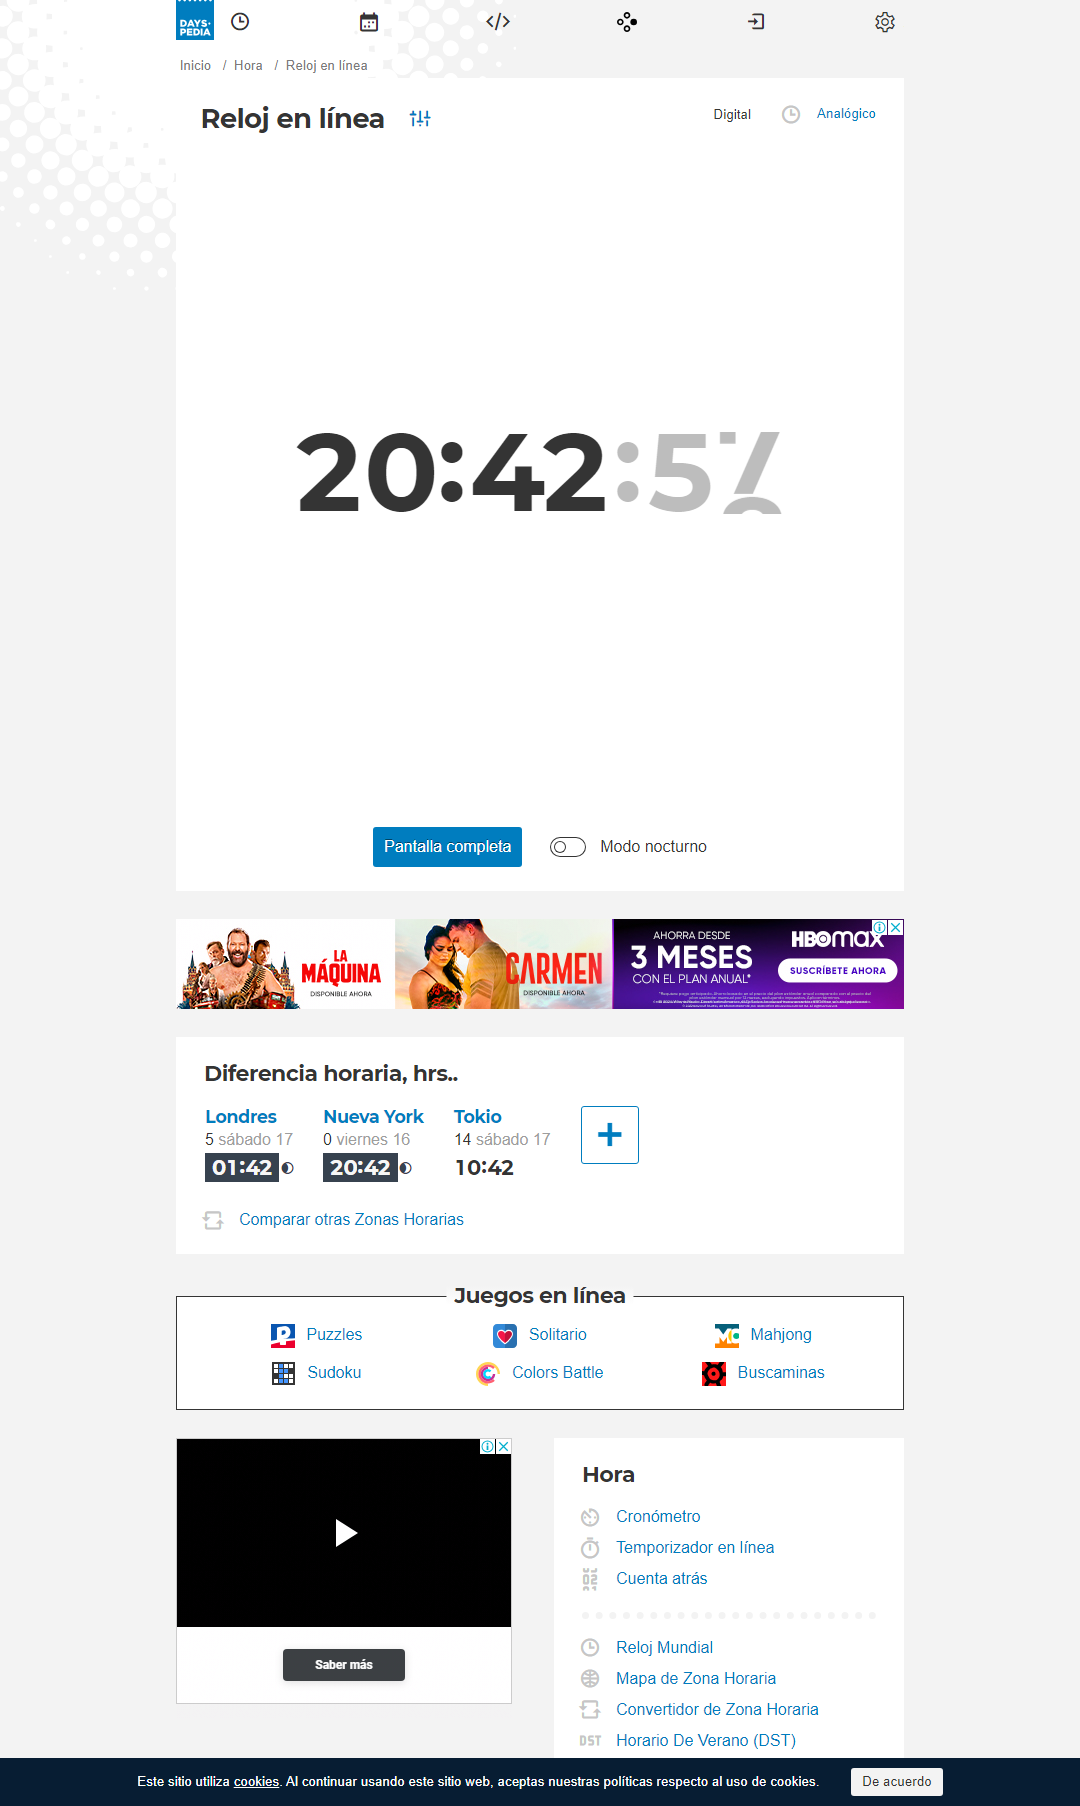 DAYS•
PEDIA
Inicio / Hora / Reloj en línea
Reloj en línea
Digital
Analógico
20:42:57
Pantalla completa
Modo nocturno
LA
MÁQUINA
DISPONIBLE AHORA
CARMEN
DISPONIBLE AHORA
AHORA DESDE
3 MESES
CON EL PLAN ANUAL*
HBOmax
SUSCRÍBETE AHORA
Diferencia horaria, hrs..
Londres
5 sábado 17
01:42
Nueva York
0 viernes 16
20:42
Tokio
14 sábado 17
10:42
Comparar otras Zonas Horarias
Juegos en línea
Puzzles
Solitario
Mahjong
Sudoku
Colors Battle
Buscaminas
Saber más
Hora
Cronómetro
Temporizador en línea
Cuenta atrás
Reloj Mundial
Mapa de Zona Horaria
Convertidor de Zona Horaria
DST Horario De Verano (DST)
Este sitio utiliza cookies. Al continuar usando este sitio web, aceptas nuestras políticas respecto al uso de cookies.
De acuerdo